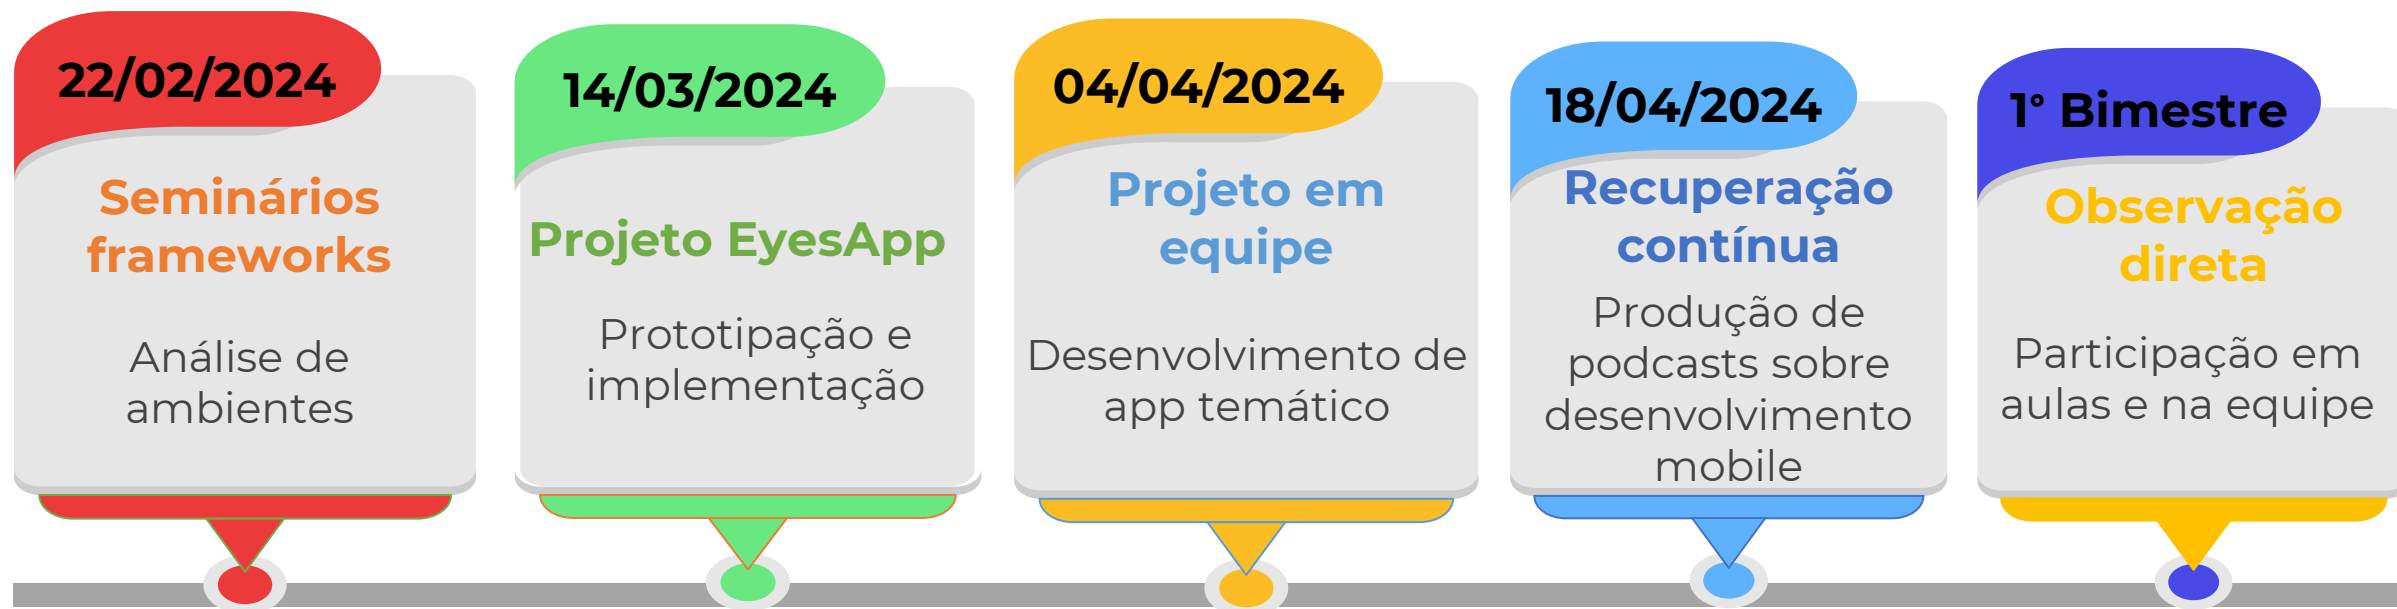 22/02/2024
Seminários
frameworks
Análise de
ambientes
14/03/2024
Projeto EyesApp
Prototipação e
implementação
04/04/2024
Projeto em
equipe
Desenvolvimento de
app temático
18/04/2024
Recuperação
contínua
Produção de
podcasts sobre
desenvolvimento
mobile
1° Bimestre
Observação
direta
Participação em
aulas e na equipe